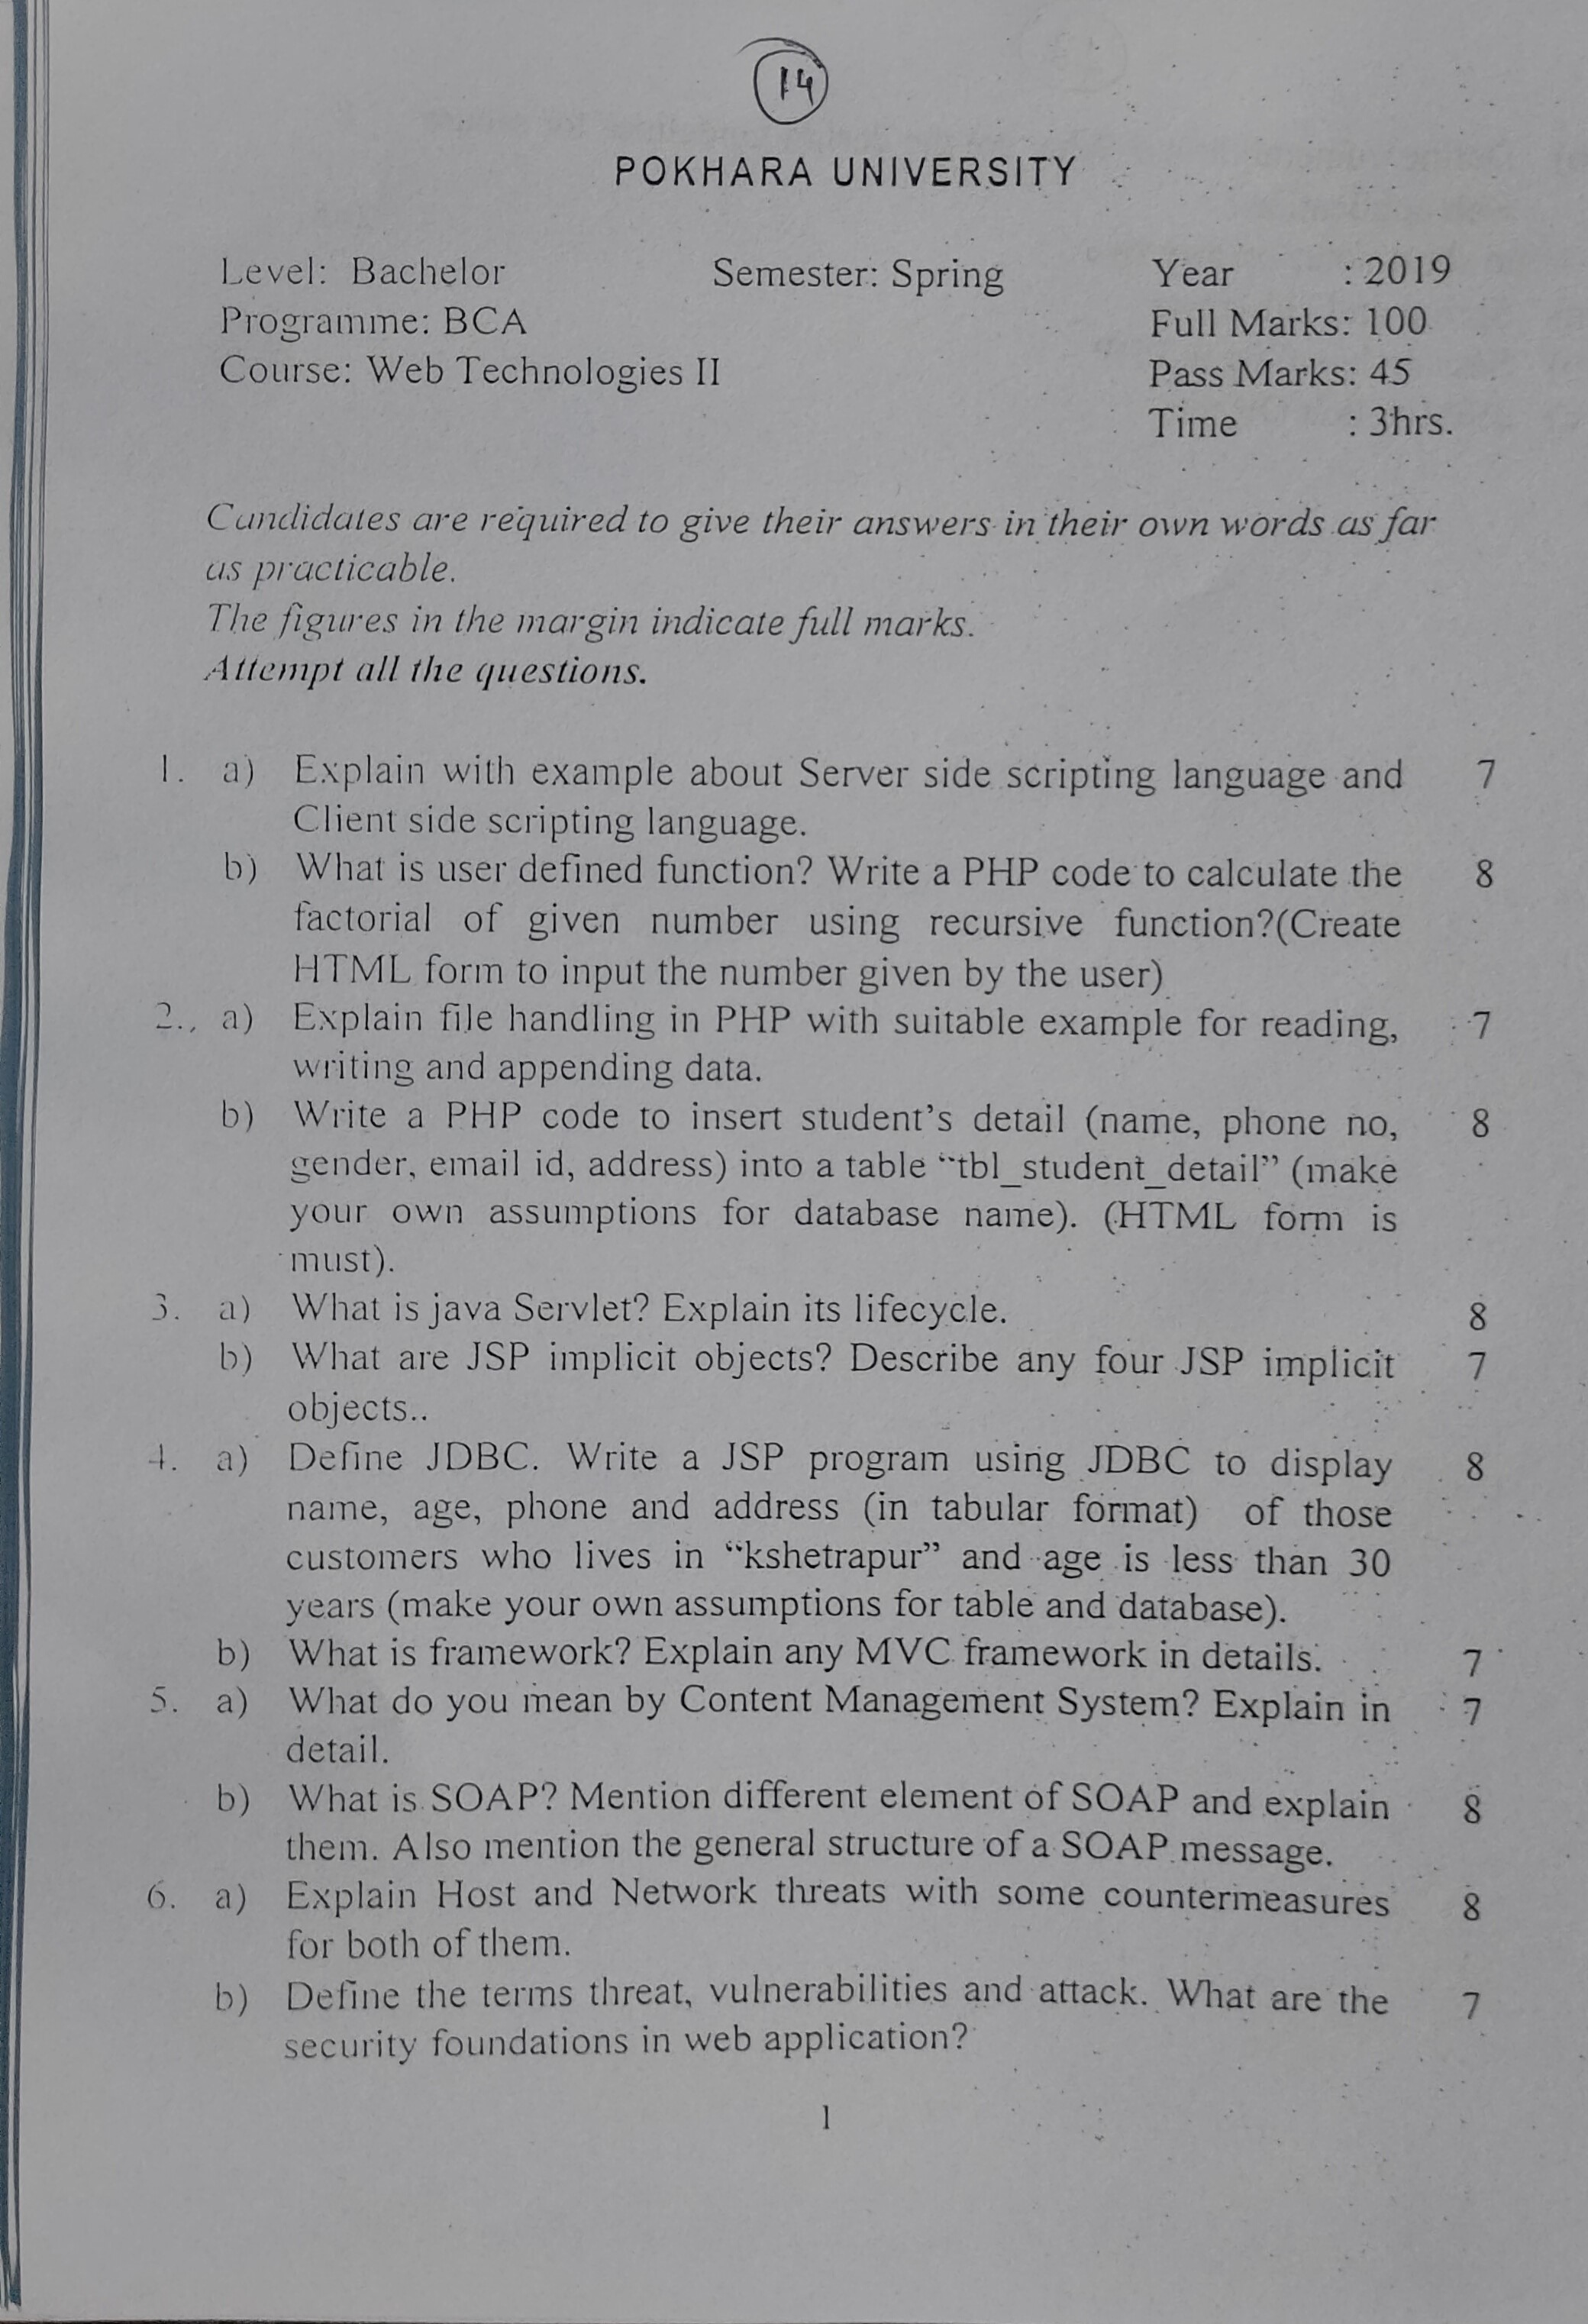 14
POKHARA UNIVERSITY
Level: Bachelor Semester: Spring Year : 2019
Programme: BCA Full Marks: 100
Course: Web Technologies II Pass Marks: 45
Time : 3hrs.
Candidates are required to give their answers in their own words as far
as practicable.
The figures in the margin indicate full marks.
Attempt all the questions.
1. a) Explain with example about Server side scripting language and 7
Client side scripting language.
b) What is user defined function? Write a PHP code to calculate the 8
factorial of given number using recursive function?(Create
HTML form to input the number given by the user)
2. a) Explain file handling in PHP with suitable example for reading, 7
writing and appending data.
b) Write a PHP code to insert student's detail (name, phone no, 8
gender, email id, address) into a table “tbl_student_detail” (make
your own assumptions for database name). (HTML form is
must).
3. a) What is java Servlet? Explain its lifecycle. 8
b) What are JSP implicit objects? Describe any four JSP implicit 7
objects..
4. a) Define JDBC. Write a JSP program using JDBC to display 8
name, age, phone and address (in tabular format) of those
customers who lives in “kshetrapur” and age is less than 30
years (make your own assumptions for table and database).
b) What is framework? Explain any MVC framework in details. 7
5. a) What do you mean by Content Management System? Explain in 7
detail.
b) What is SOAP? Mention different element of SOAP and explain 8
them. Also mention the general structure of a SOAP message.
6. a) Explain Host and Network threats with some countermeasures 8
for both of them.
b) Define the terms threat, vulnerabilities and attack. What are the 7
security foundations in web application?
1